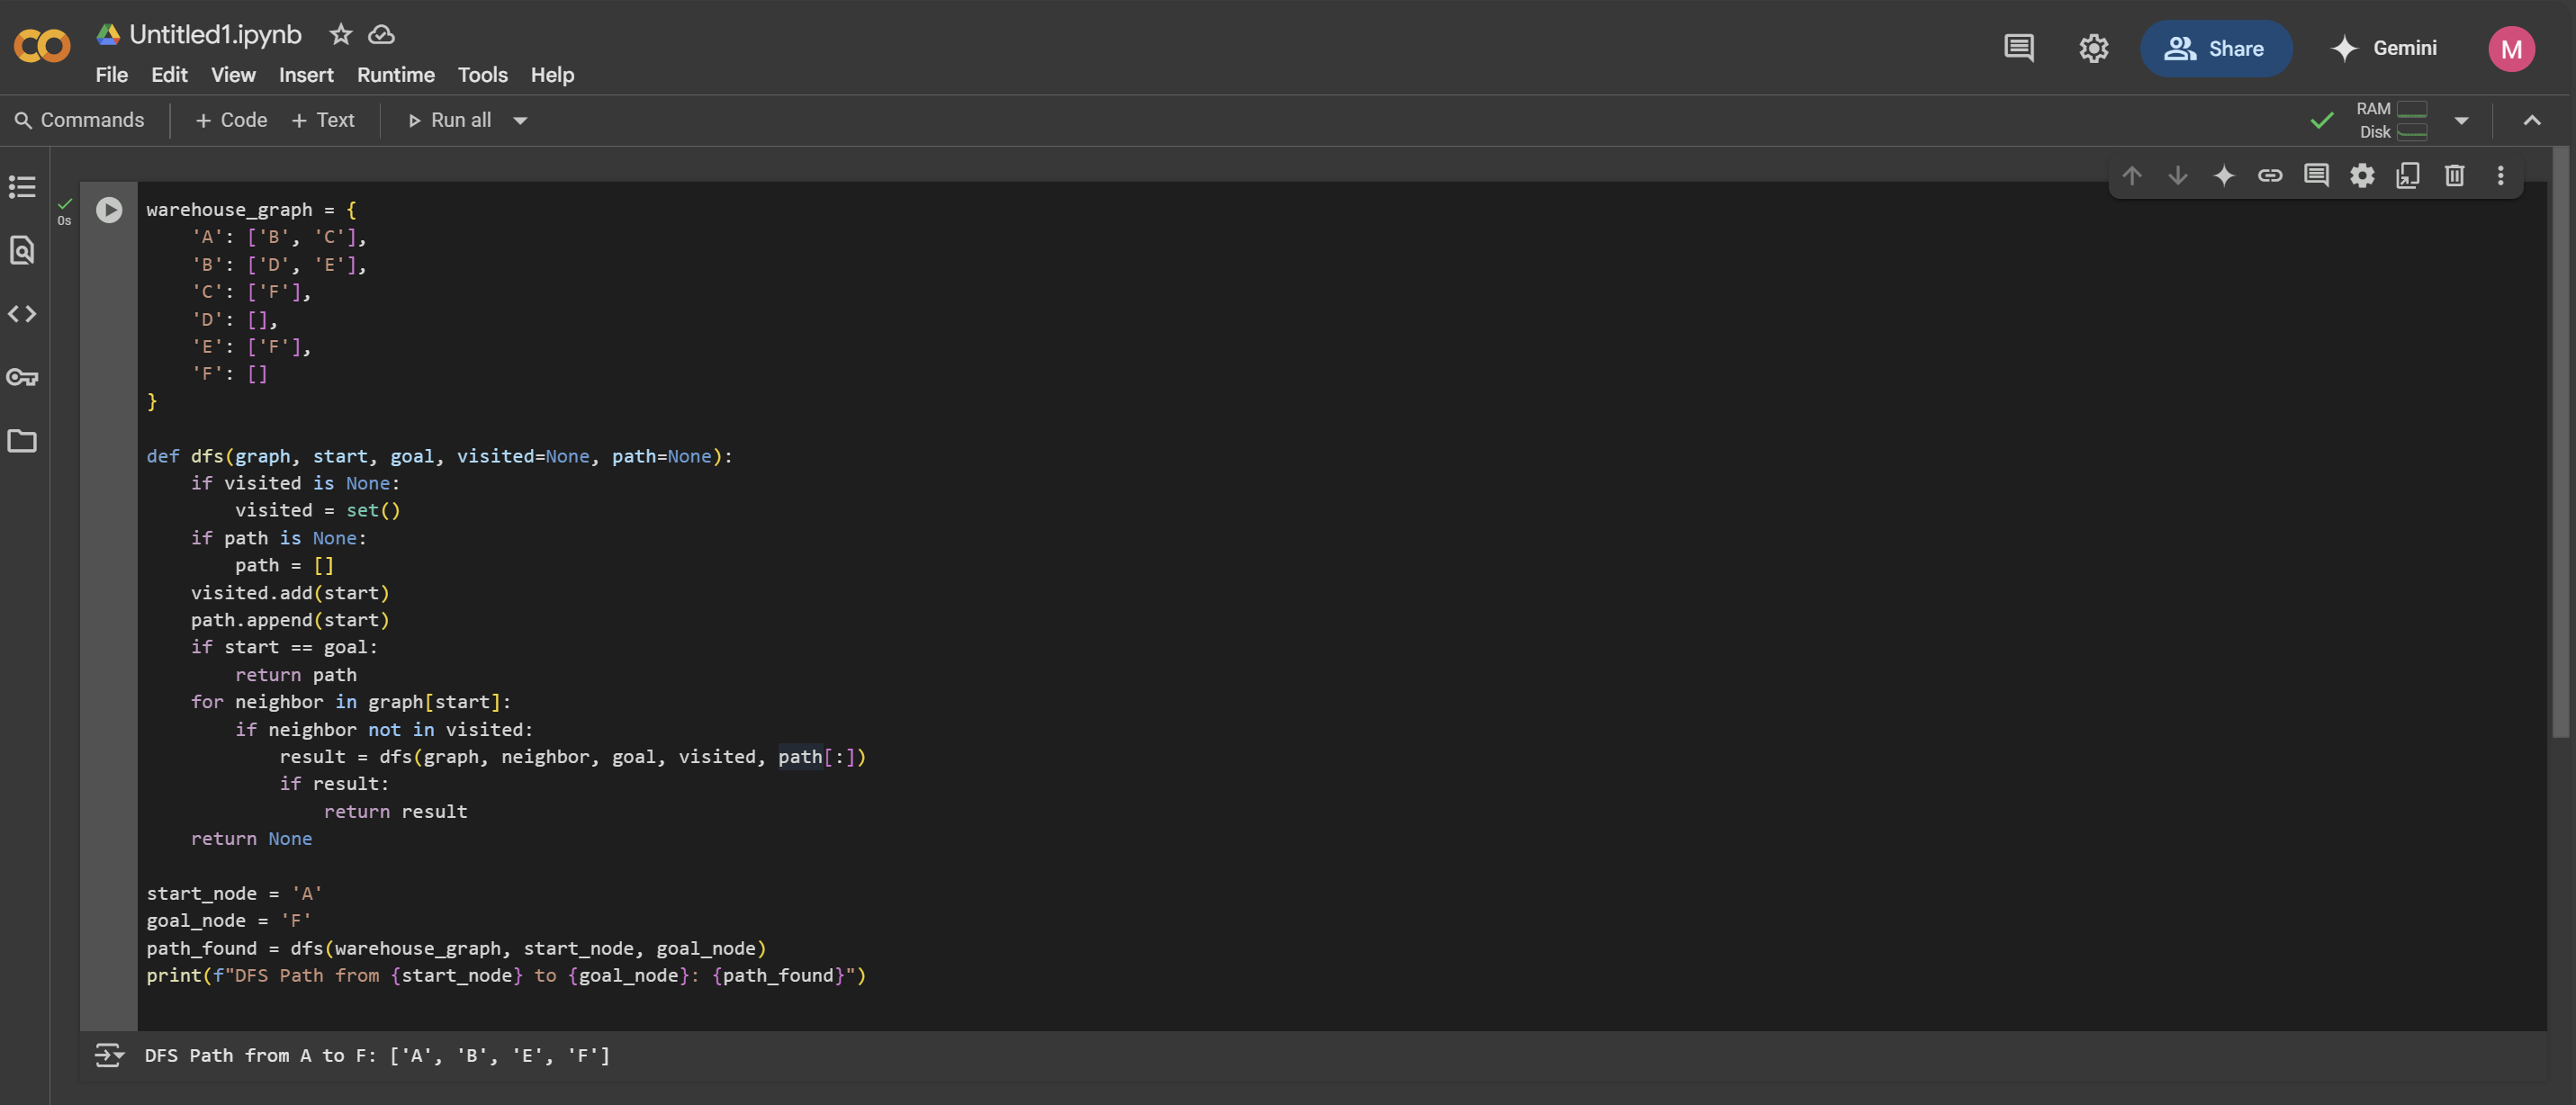 Untitled1.ipynb
File Edit View Insert Runtime Tools Help
Share
Gemini
M
Commands
+ Code + Text
Run all
RAM
Disk
0s
warehouse_graph = {
    'A': ['B', 'C'],
    'B': ['D', 'E'],
    'C': ['F'],
    'D': [],
    'E': ['F'],
    'F': []
}
def dfs(graph, start, goal, visited=None, path=None):
    if visited is None:
        visited = set()
    if path is None:
        path = []
    visited.add(start)
    path.append(start)
    if start == goal:
        return path
    for neighbor in graph[start]:
        if neighbor not in visited:
            result = dfs(graph, neighbor, goal, visited, path[:])
            if result:
                return result
    return None
start_node = 'A'
goal_node = 'F'
path_found = dfs(warehouse_graph, start_node, goal_node)
print(f"DFS Path from {start_node} to {goal_node}: {path_found}")
DFS Path from A to F: ['A', 'B', 'E', 'F']